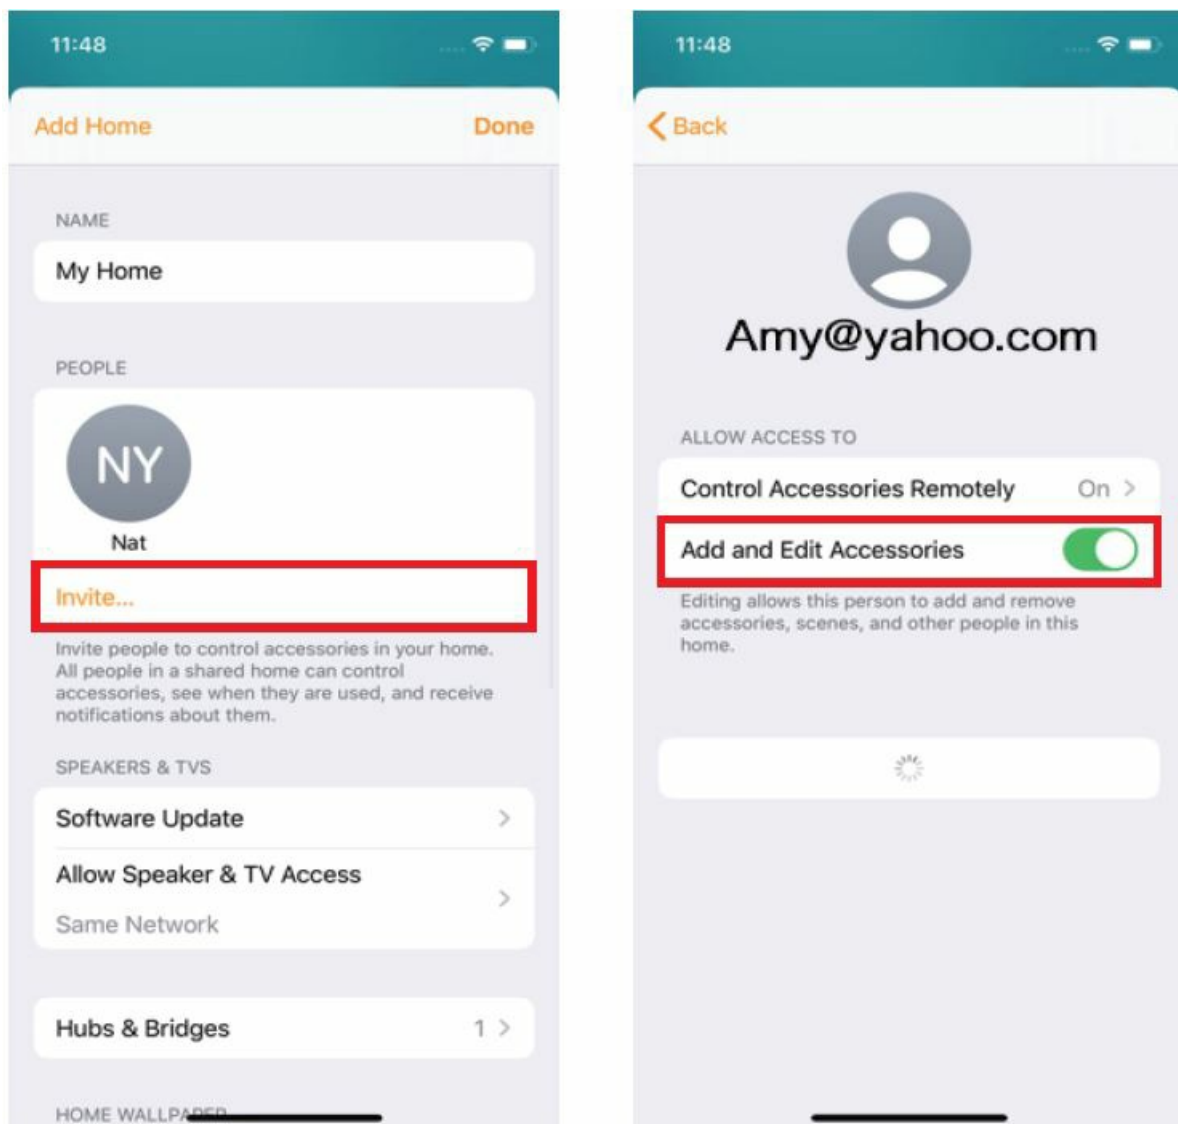 11:48
Add Home Done
NAME
My Home
PEOPLE
NY
Nat
Invite...
Invite people to control accessories in your home.
All people in a shared home can control
accessories, see when they are used, and receive
notifications about them.
SPEAKERS & TVS
Software Update
Allow Speaker & TV Access
Same Network
Hubs & Bridges 1
HOME WALLPAPER
11:48
Back
Amy@yahoo.com
ALLOW ACCESS TO
Control Accessories Remotely On
Add and Edit Accessories
Editing allows this person to add and remove
accessories, scenes, and other people in this
home.